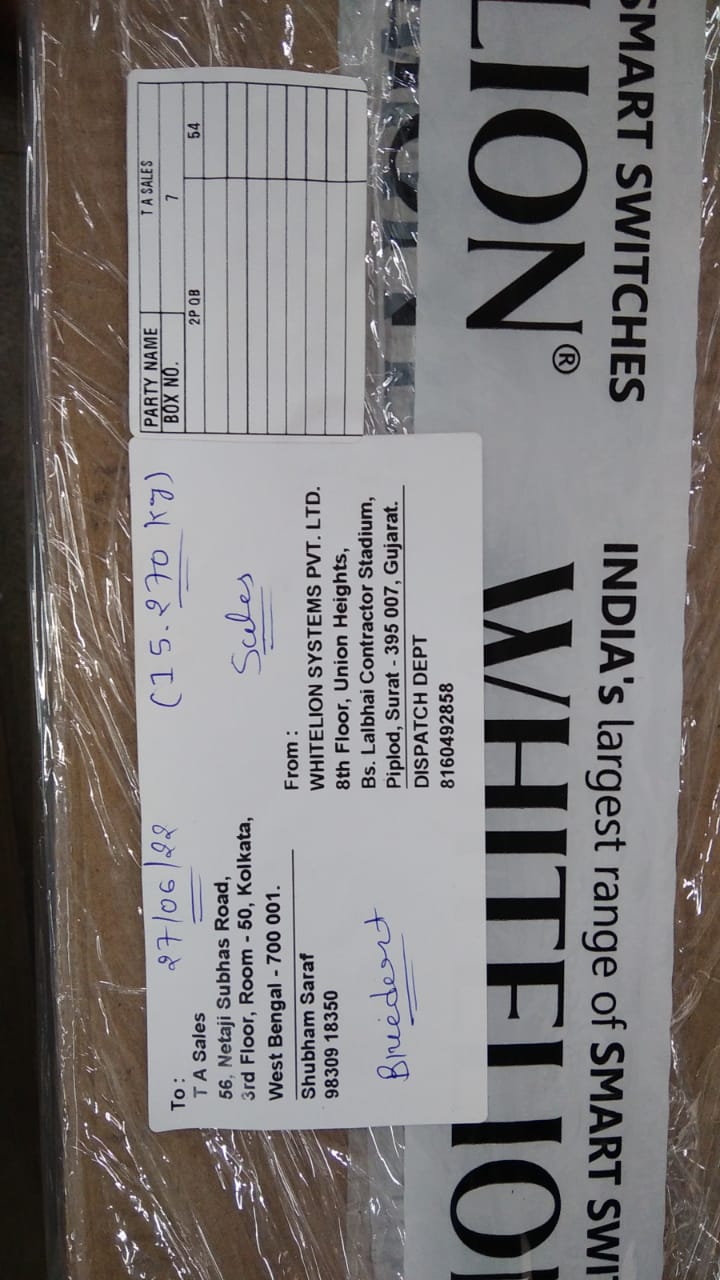 To :
T A Sales
56, Netaji Subhas Road,
3rd Floor, Room - 50, Kolkata,
West Bengal - 700 001.
Shubham Saraf
98309 18350
27/06/22
(15.270 kg)
Sales
From :
WHITELION SYSTEMS PVT. LTD.
8th Floor, Union Heights,
Bs. Lalbhai Contractor Stadium,
Piplod, Surat - 395 007, Gujarat.
DISPATCH DEPT
8160492858
PARTY NAME T A SALES
BOX NO. 7
2P QB 54
WHITELION
LION®
INDIA's largest range of SMART SWI
SMART SWITCHES